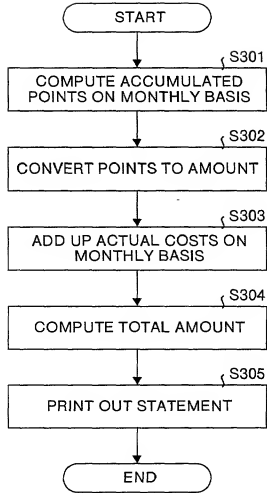 START
S301
COMPUTE ACCUMULATED
POINTS ON MONTHLY BASIS
S302
CONVERT POINTS TO AMOUNT
S303
ADD UP ACTUAL COSTS ON
MONTHLY BASIS
S304
COMPUTE TOTAL AMOUNT
S305
PRINT OUT STATEMENT
END